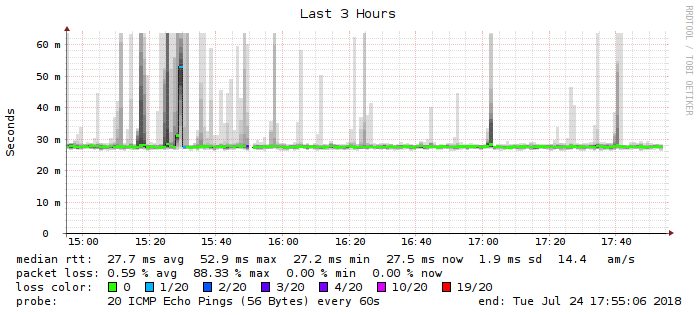 Last 3 Hours
RRDTOOL / TOBI OETIKER
Seconds
60 m
50 m
40 m
30 m
20 m
10 m
0
15:00 15:20 15:40 16:00 16:20 16:40 17:00 17:20 17:40
median rtt: 27.7 ms avg 52.9 ms max 27.2 ms min 27.5 ms now 1.9 ms sd 14.4 am/s
packet loss: 0.59 % avg 88.33 % max 0.00 % min 0.00 % now
loss color: 0 1/20 2/20 3/20 4/20 10/20 19/20
probe: 20 ICMP Echo Pings (56 Bytes) every 60s end: Tue Jul 24 17:55:06 2018